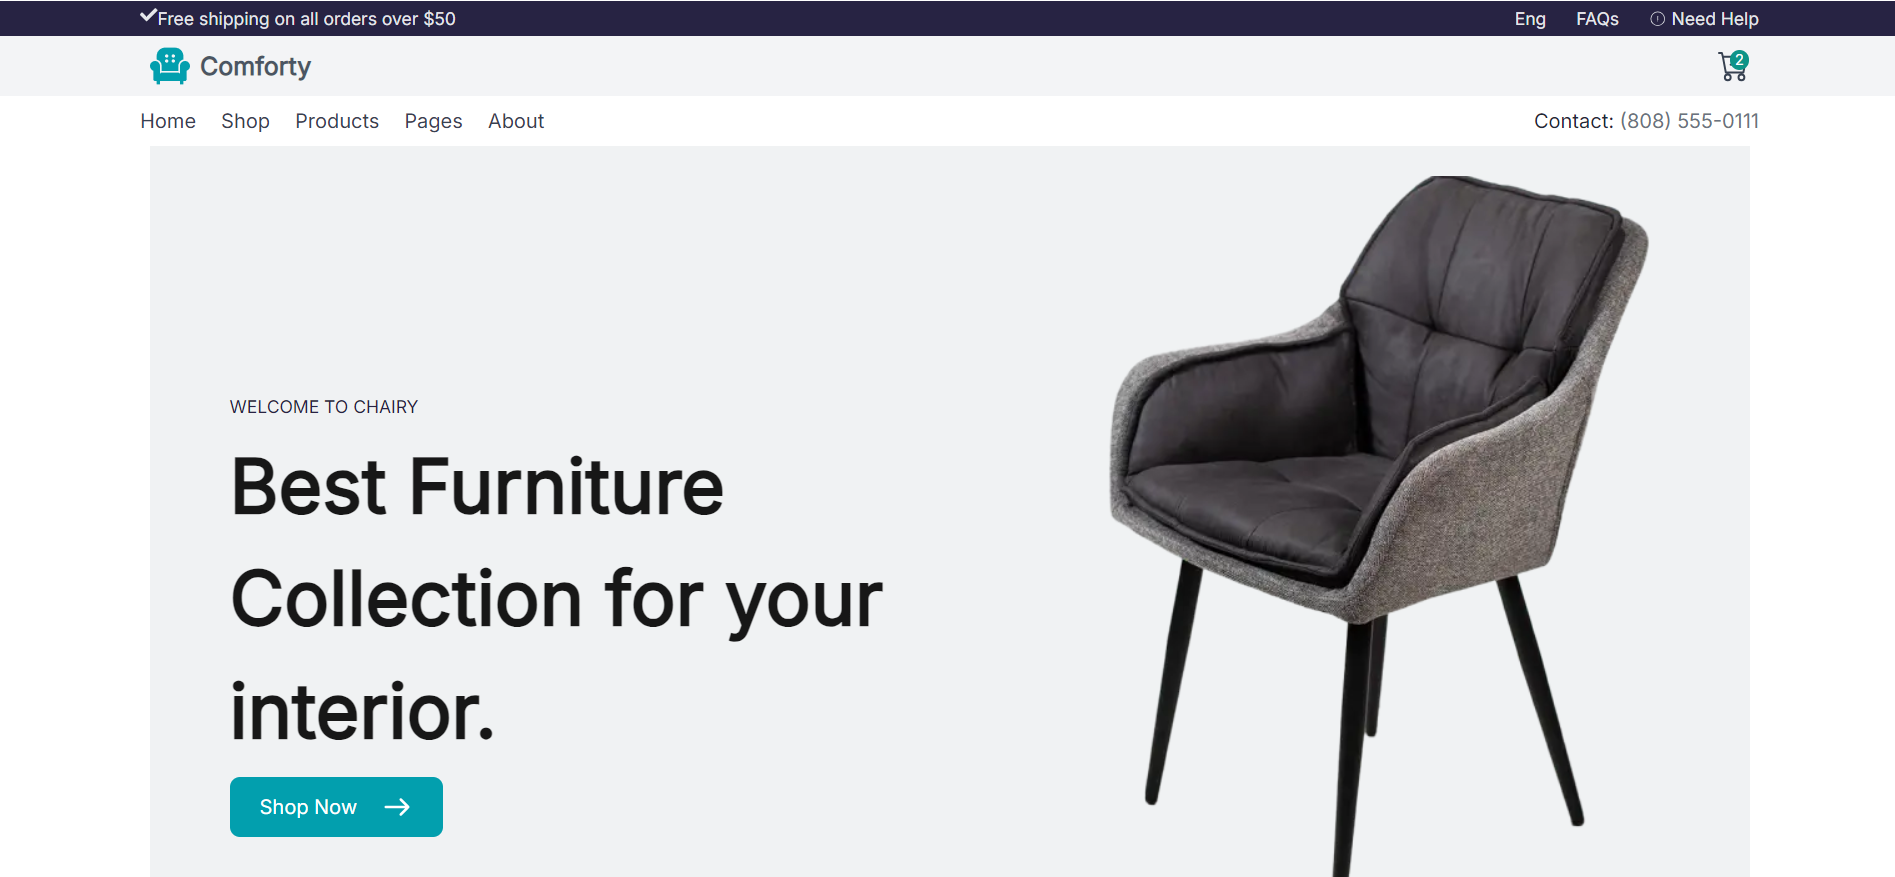 Free shipping on all orders over $50
Eng FAQs Need Help
Comforty
2
Home Shop Products Pages About
Contact: (808) 555-0111
WELCOME TO CHAIRY
Best Furniture
Collection for your
interior.
Shop Now